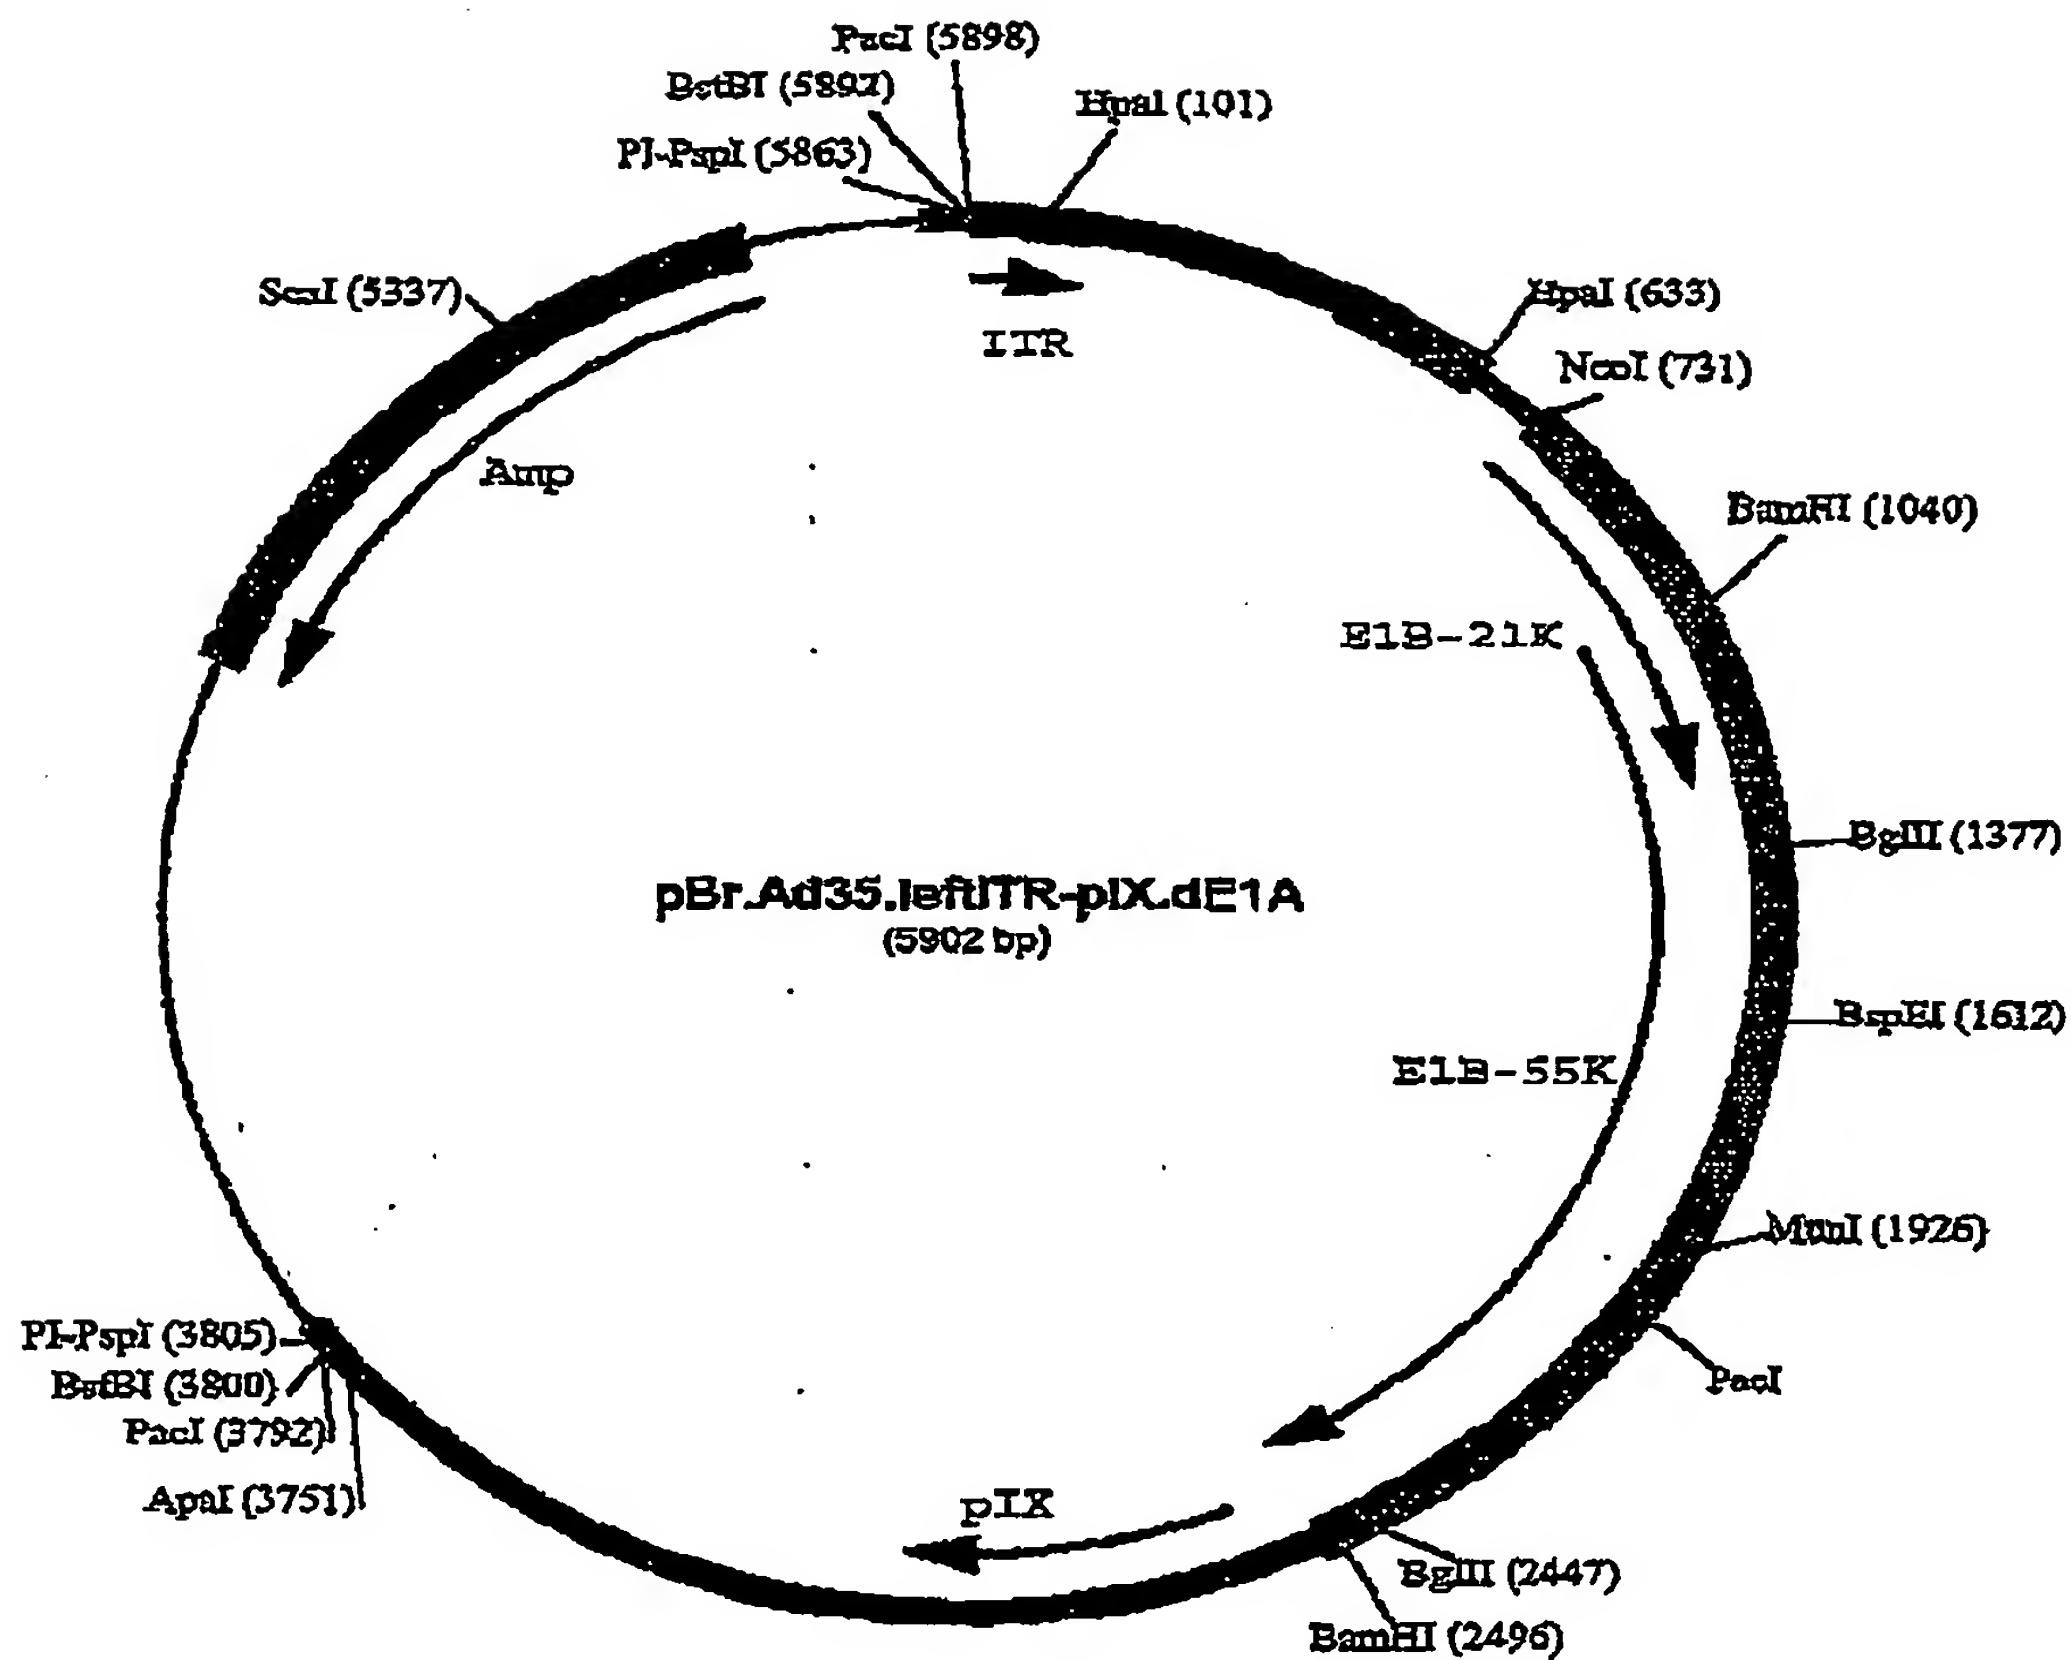 PacI (5898)
BstBI (5892)
HpaI (101)
PI-PspI (5863)
ScaI (5337)
HpaI (633)
ITR
NcoI (731)
Amp
BamHI (1040)
E1B-21K
BglII (1377)
pBr.Ad35.leftITR-pIX.dE1A
(5902 bp)
BspEI (1612)
E1B-55K
MunI (1926)
PI-PspI (3805)
BstBI (3800)
PacI
PacI (3792)
ApaI (3751)
pIX
BglII (2447)
BamHI (2496)